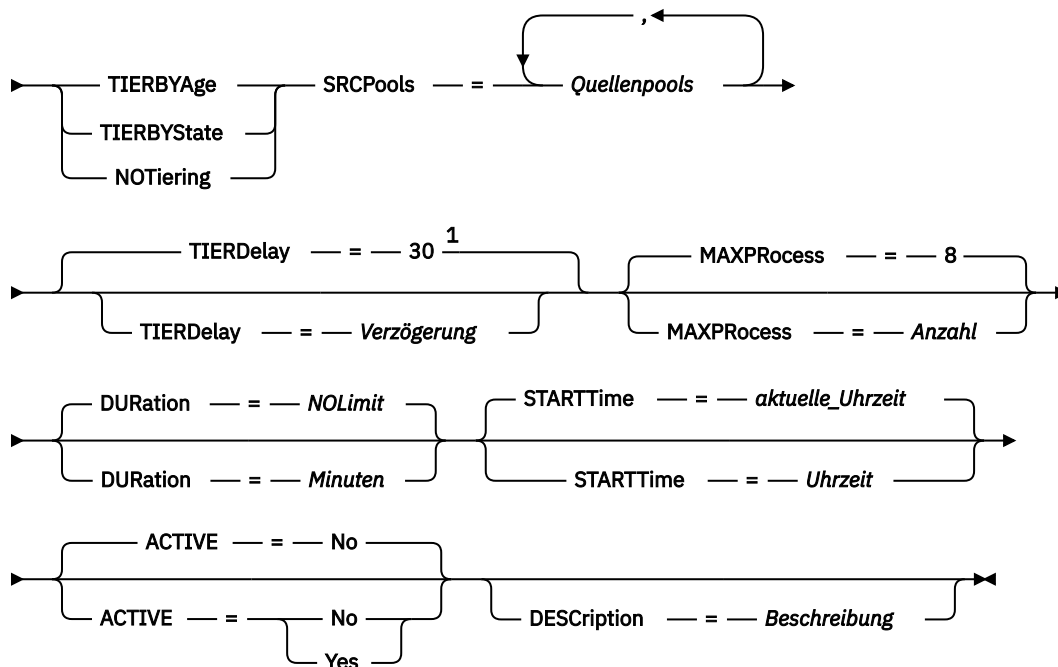 ,
TIERBYAge SRCPools = Quellenpools
TIERBYState
NOTiering
TIERDelay = 30 1 MAXPRocess = 8
TIERDelay = Verzögerung MAXPRocess = Anzahl
DURation = NOLimit STARTTime = aktuelle_Uhrzeit
DURation = Minuten STARTTime = Uhrzeit
ACTIVE = No
ACTIVE = No DESCription = Beschreibung
Yes